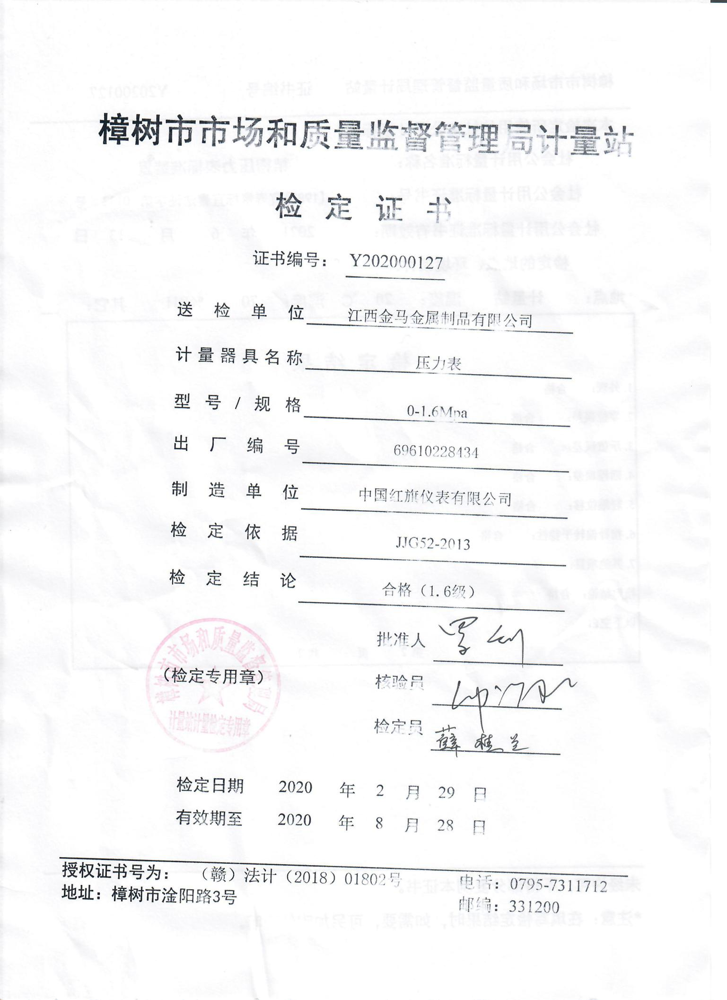 樟树市市场和质量监督管理局计量站
检定证书
证书编号： Y202000127
送检单位 江西金马金属制品有限公司
计量器具名称 压力表
型号/规格 0-1.6Mpa
出厂编号 69610228434
制造单位 中国红旗仪表有限公司
检定依据 JJG52-2013
检定结论 合格（1.6级）
批准人
樟树市市场和质量监督管理局
（检定专用章）
计量站计量检定专用章
核验员
检定员 薛桂兰
检定日期 2020 年 2 月 29 日
有效期至 2020 年 8 月 28 日
授权证书号为： （赣）法计（2018）01802号 电话：0795-7311712
地址：樟树市淦阳路3号 邮编：331200